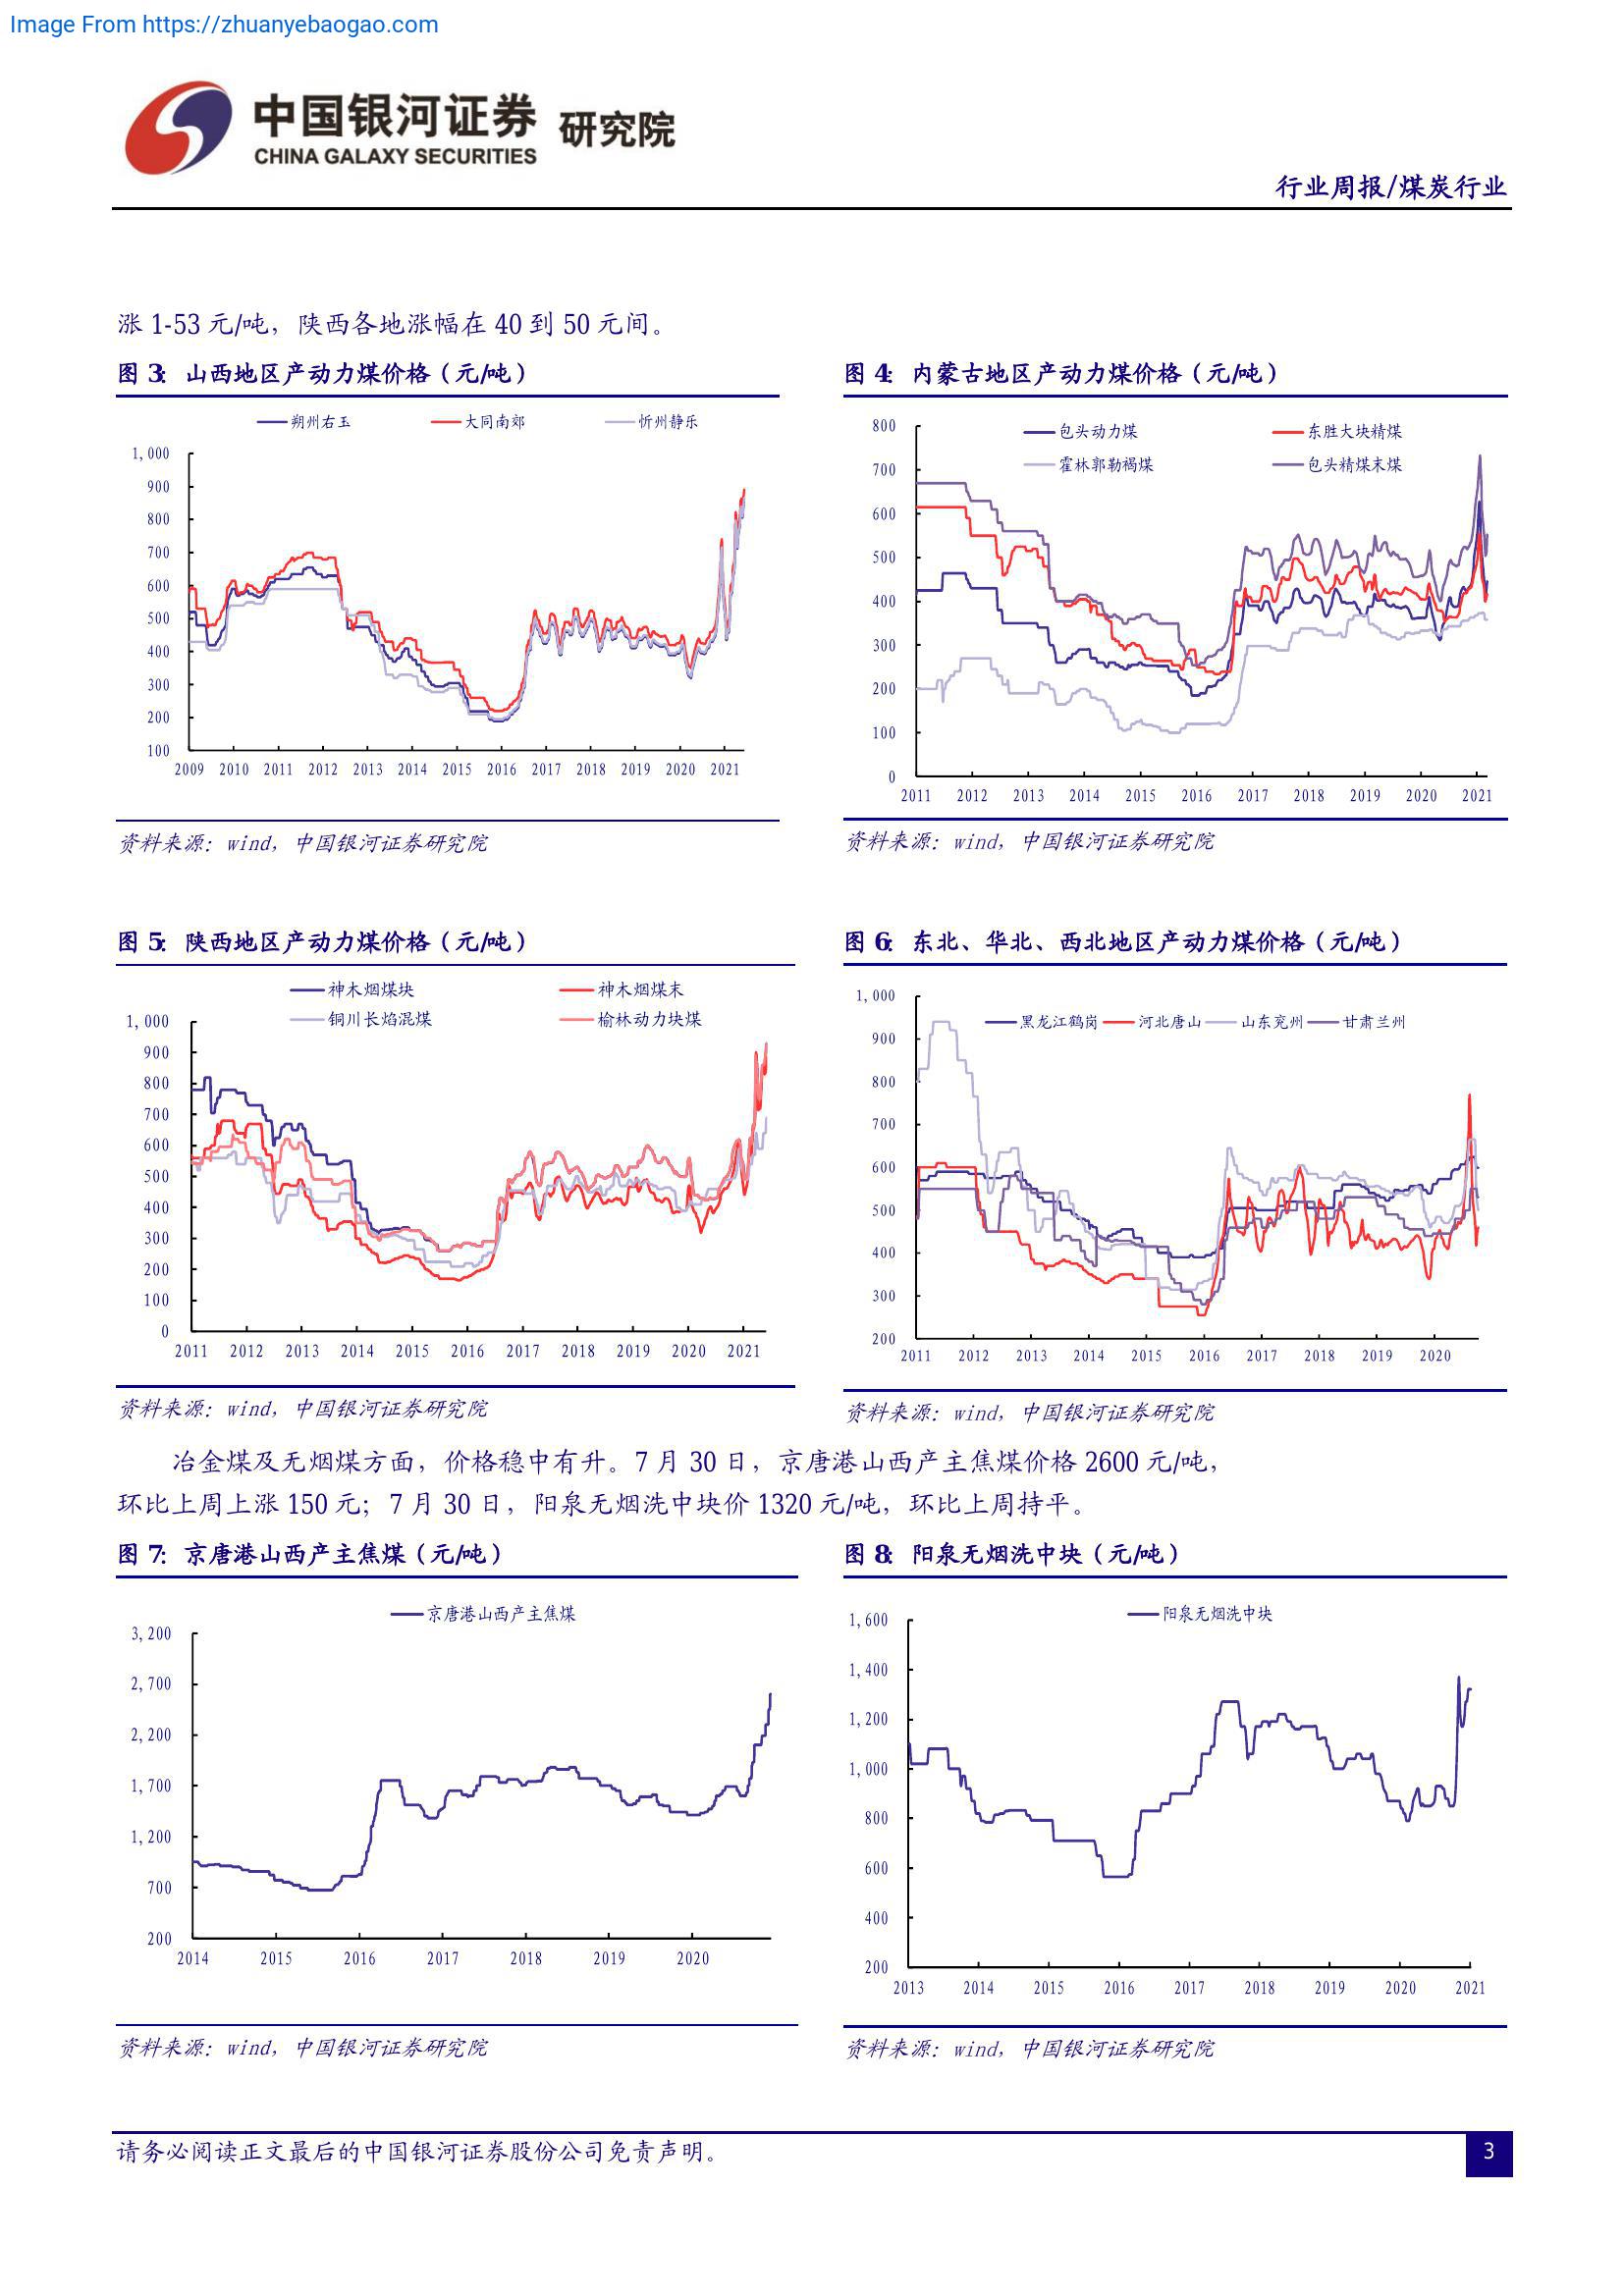 Image From https://zhuanyebaogao.com
中国银河证券 研究院
CHINA GALAXY SECURITIES
行业周报/煤炭行业
涨 1-53 元/吨，陕西各地涨幅在 40 到 50 元间。
图 3: 山西地区产动力煤价格（元/吨）
朔州右玉 大同南郊 忻州静乐
1,000
900
800
700
600
500
400
300
200
100
2009 2010 2011 2012 2013 2014 2015 2016 2017 2018 2019 2020 2021
资料来源：wind，中国银河证券研究院
图 4: 内蒙古地区产动力煤价格（元/吨）
包头动力煤 东胜大块精煤
霍林郭勒褐煤 包头精煤末煤
800
700
600
500
400
300
200
100
0
2011 2012 2013 2014 2015 2016 2017 2018 2019 2020 2021
资料来源：wind，中国银河证券研究院
图 5: 陕西地区产动力煤价格（元/吨）
神木烟煤块 神木烟煤末
铜川长焰混煤 榆林动力块煤
1,000
900
800
700
600
500
400
300
200
100
0
2011 2012 2013 2014 2015 2016 2017 2018 2019 2020 2021
资料来源：wind，中国银河证券研究院
图 6: 东北、华北、西北地区产动力煤价格（元/吨）
黑龙江鹤岗 河北唐山 山东兖州 甘肃兰州
1,000
900
800
700
600
500
400
300
200
2011 2012 2013 2014 2015 2016 2017 2018 2019 2020
资料来源：wind，中国银河证券研究院
冶金煤及无烟煤方面，价格稳中有升。7 月 30 日，京唐港山西产主焦煤价格 2600 元/吨，
环比上周上涨 150 元；7 月 30 日，阳泉无烟洗中块价 1320 元/吨，环比上周持平。
图 7: 京唐港山西产主焦煤（元/吨）
京唐港山西产主焦煤
3,200
2,700
2,200
1,700
1,200
700
200
2014 2015 2016 2017 2018 2019 2020
资料来源：wind，中国银河证券研究院
图 8: 阳泉无烟洗中块（元/吨）
阳泉无烟洗中块
1,600
1,400
1,200
1,000
800
600
400
200
2013 2014 2015 2016 2017 2018 2019 2020 2021
资料来源：wind，中国银河证券研究院
请务必阅读正文最后的中国银河证券股份公司免责声明。
3